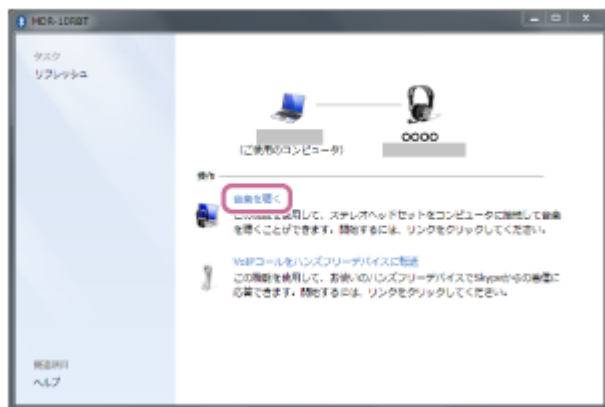 MDR-10RBT
タスク
リフレッシュ
(ご使用のコンピュータ)
○○○○
操作
音楽を聴く
この機能を使用して、ステレオヘッドセットをコンピュータに接続して音楽
を聴くことができます。開始するには、リンクをクリックしてください。
VoIPコールをハンズフリーデバイスに転送
この機能を使用して、お使いのハンズフリーデバイスでSkypeからの着信に
応答できます。開始するには、リンクをクリックしてください。
関連項目
ヘルプ